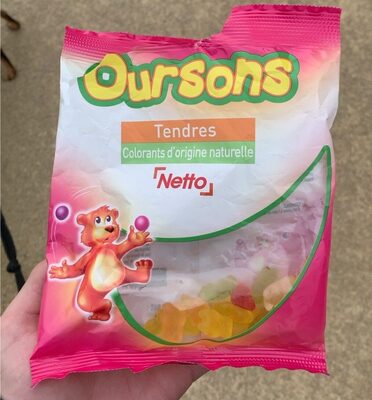 Oursons
Tendres
Colorants d'origine naturelle
Netto